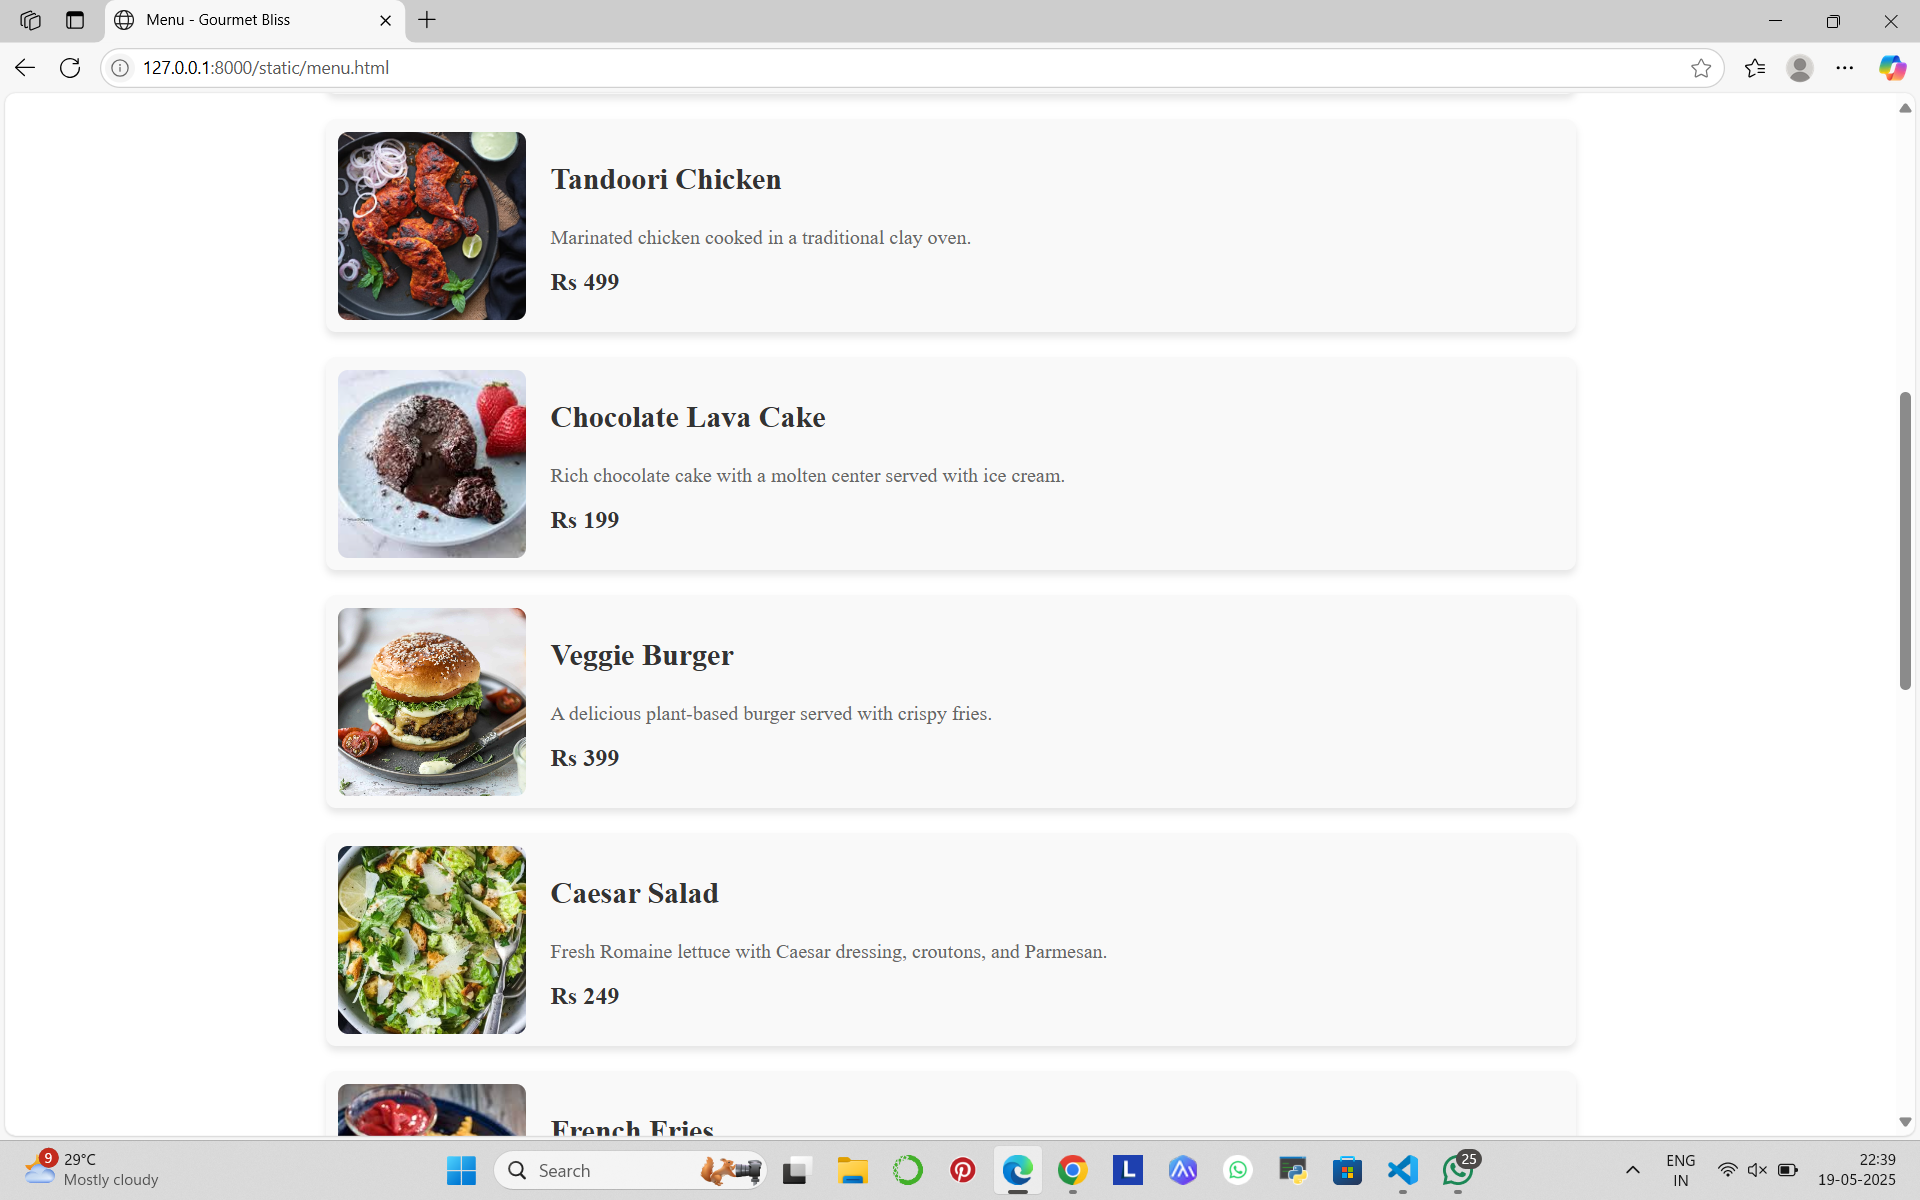 Menu - Gourmet Bliss
127.0.0.1:8000/static/menu.html
Tandoori Chicken
Marinated chicken cooked in a traditional clay oven.
Rs 499
Chocolate Lava Cake
Rich chocolate cake with a molten center served with ice cream.
Rs 199
Veggie Burger
A delicious plant-based burger served with crispy fries.
Rs 399
Caesar Salad
Fresh Romaine lettuce with Caesar dressing, croutons, and Parmesan.
Rs 249
French Fries
9
29°C
Mostly cloudy
Search
L
25
ENG
IN
22:39
19-05-2025